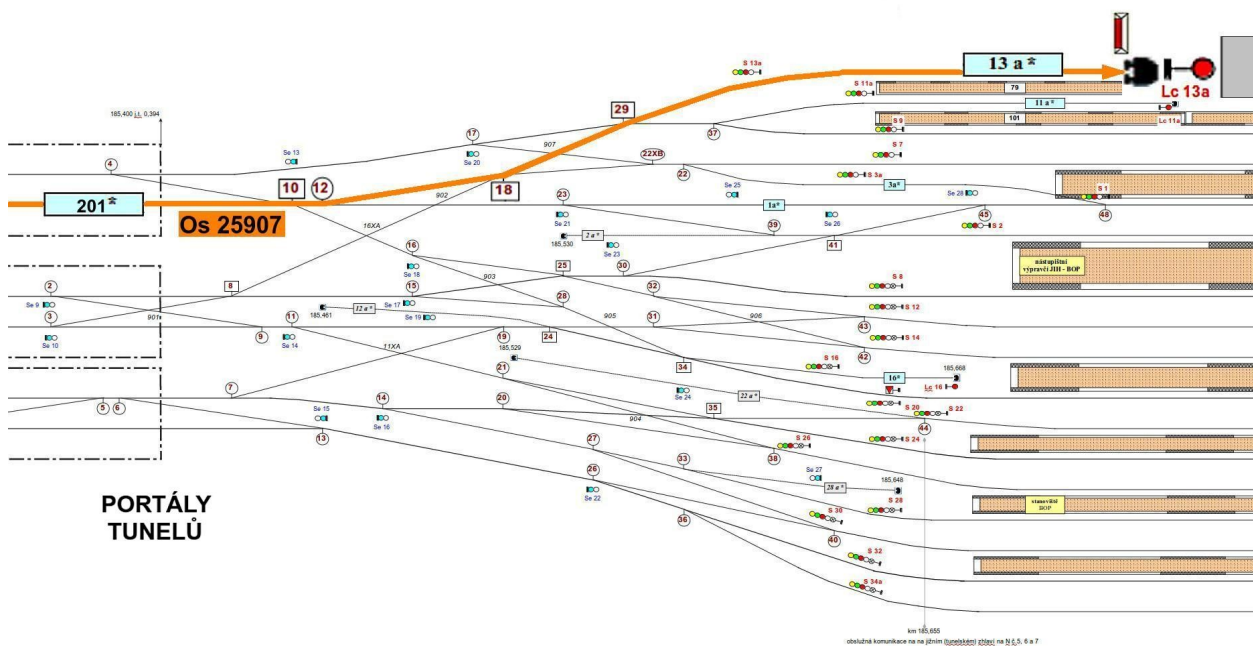 S 13a
13 a *
Lc 13a
S 11a
79
11 a*
185,400 j.t. 0,394
29
101
Lc 11a
37
17
907
S 9
Se 13
Se 20
22XB
S 7
4
22
S 3a
10
12
18
902
Se 25
3a*
Se 28
S 1
201*
23
1a*
45
48
Os 25907
Se 21
Se 26
S 2
16XA
39
2 a *
185,530
Se 23
41
16
Se 18
25
30
nástupištní
výpravčí JIH - BOP
903
S 8
2
8
15
28
32
Se 9
Se 17
12 a *
S 12
3
901
185,461
Se 19
905
906
Se 10
9
11
31
43
Se 14
19
24
S 14
11XA
42
185,529
34
S 16
21
185,668
16*
Lc 16
7
Se 24
22 a *
5
6
14
20
35
S 20
S 22
Se 15
Se 16
904
44
13
27
S 26
S 24
38
33
Se 27
26
28 a *
185,648
Se 22
S 28
stanoviště
BOP
PORTÁLY
TUNELŮ
36
S 36
40
S 32
S 34a
km 185,655
obslužná komunikace na na jižním (tunelském) zhlaví na N č.5, 6 a 7